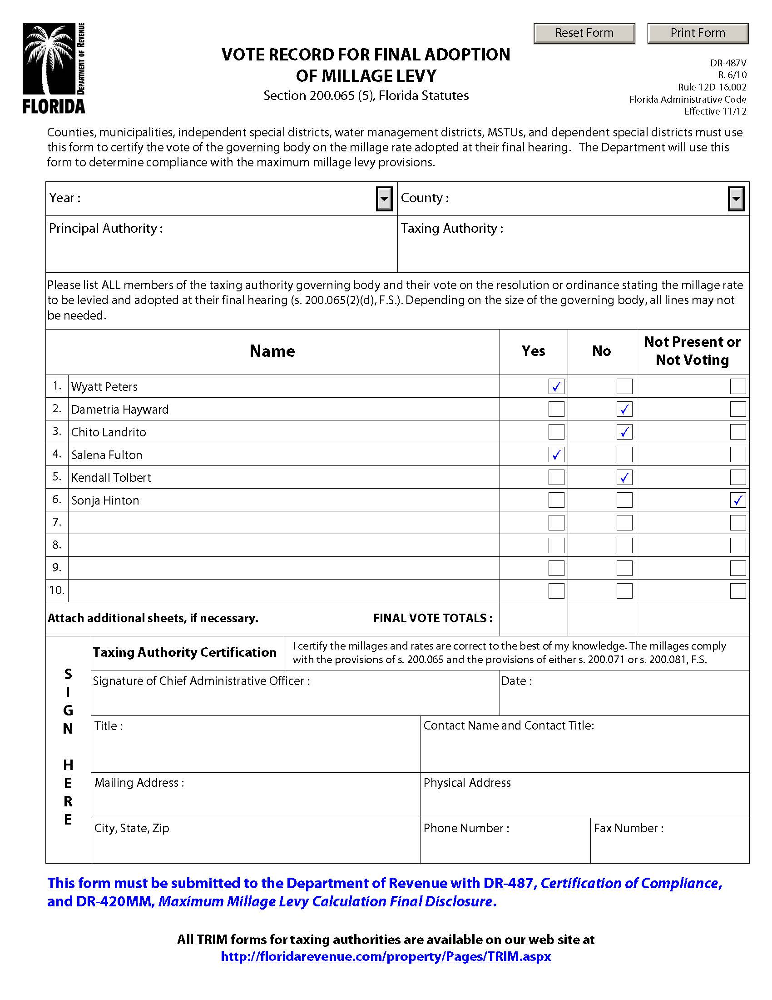 Reset Form
Print Form
DEPARTMENT OF REVENUE
FLORIDA
VOTE RECORD FOR FINAL ADOPTION
OF MILLAGE LEVY
Section 200.065 (5), Florida Statutes
DR-487V
R. 6/10
Rule 12D-16.002
Florida Administrative Code
Effective 11/12
Counties, municipalities, independent special districts, water management districts, MSTUs, and dependent special districts must use
this form to certify the vote of the governing body on the millage rate adopted at their final hearing. The Department will use this
form to determine compliance with the maximum millage levy provisions.
Year :
County :
Principal Authority :
Taxing Authority :
Please list ALL members of the taxing authority governing body and their vote on the resolution or ordinance stating the millage rate
to be levied and adopted at their final hearing (s. 200.065(2)(d), F.S.). Depending on the size of the governing body, all lines may not
be needed.
Name
Yes
No
Not Present or
Not Voting
1. Wyatt Peters ✓
2. Dametria Hayward ✓
3. Chito Landrito ✓
4. Salena Fulton ✓
5. Kendall Tolbert ✓
6. Sonja Hinton ✓
7.
8.
9.
10.
Attach additional sheets, if necessary. FINAL VOTE TOTALS :
SIGN HERE
Taxing Authority Certification
I certify the millages and rates are correct to the best of my knowledge. The millages comply
with the provisions of s. 200.065 and the provisions of either s. 200.071 or s. 200.081, F.S.
Signature of Chief Administrative Officer :
Date :
Title :
Contact Name and Contact Title:
Mailing Address :
Physical Address
City, State, Zip
Phone Number :
Fax Number :
This form must be submitted to the Department of Revenue with DR-487, Certification of Compliance,
and DR-420MM, Maximum Millage Levy Calculation Final Disclosure.
All TRIM forms for taxing authorities are available on our web site at
http://floridarevenue.com/property/Pages/TRIM.aspx